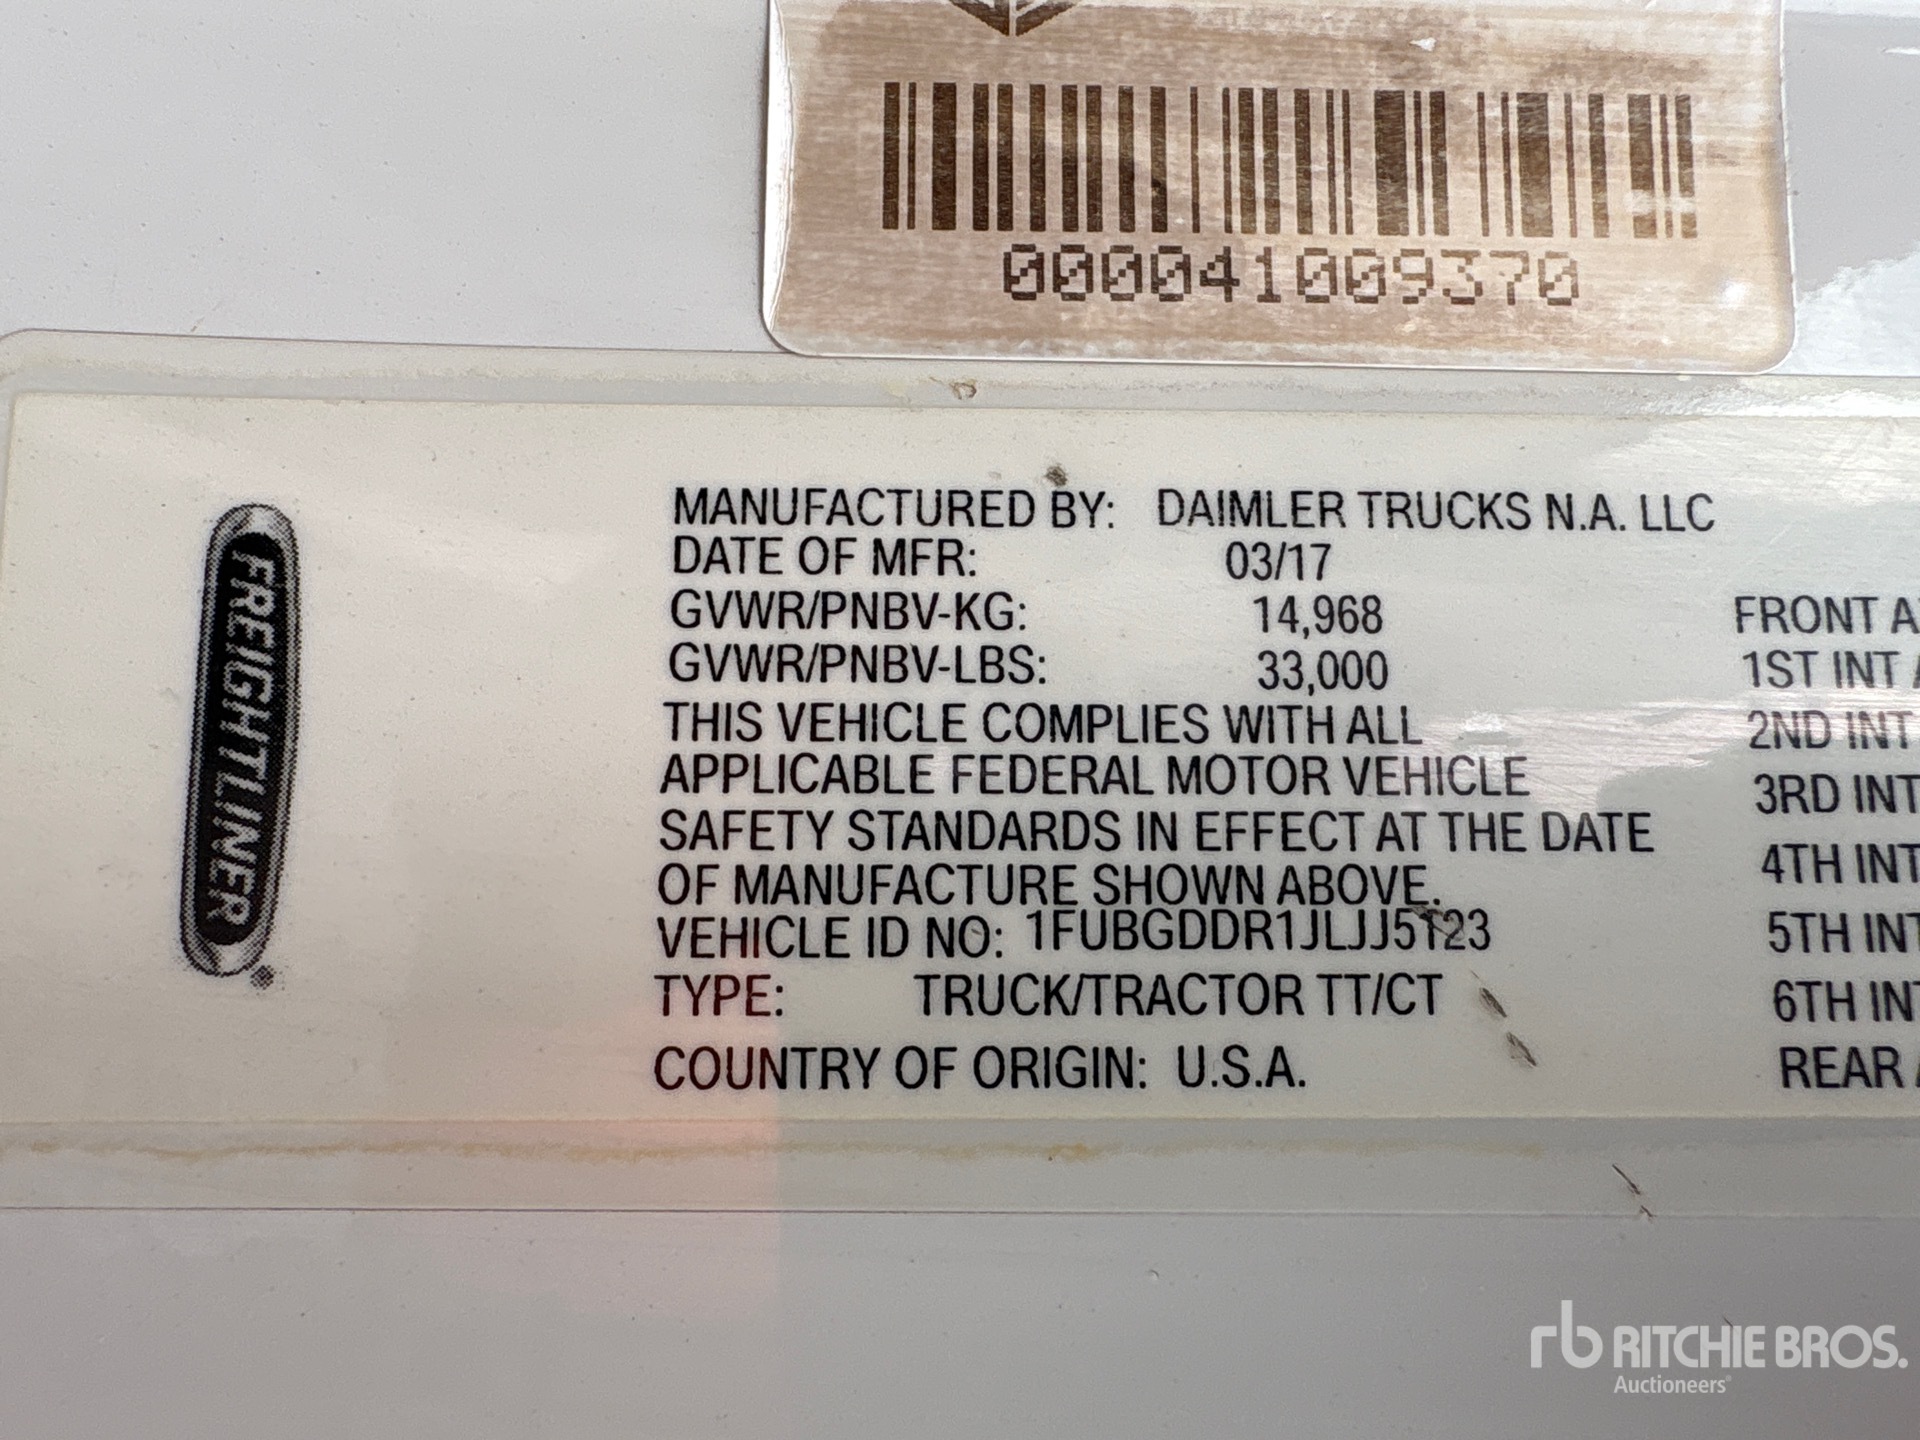 000041009370
FREIGHTLINER®
MANUFACTURED BY: DAIMLER TRUCKS N.A. LLC
DATE OF MFR: 03/17
GVWR/PNBV-KG: 14,968
GVWR/PNBV-LBS: 33,000
THIS VEHICLE COMPLIES WITH ALL
APPLICABLE FEDERAL MOTOR VEHICLE
SAFETY STANDARDS IN EFFECT AT THE DATE
OF MANUFACTURE SHOWN ABOVE.
VEHICLE ID NO: 1FUBGDDR1JLJJ5123
TYPE: TRUCK/TRACTOR TT/CT
COUNTRY OF ORIGIN: U.S.A.
FRONT
1ST INT
2ND INT
3RD INT
4TH INT
5TH INT
6TH INT
REAR
rb RITCHIE BROS.
Auctioneers